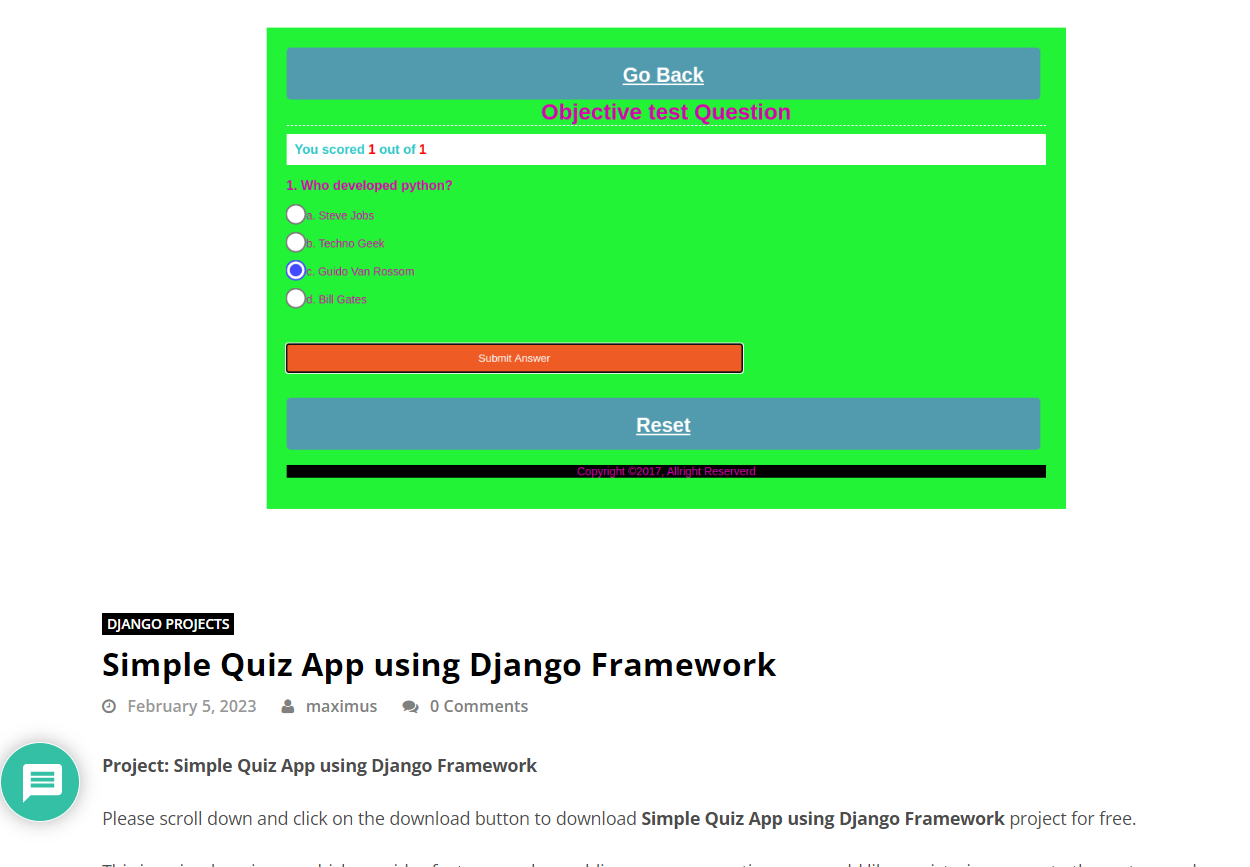 Go Back
Objective test Question
You scored 1 out of 1
1. Who developed python?
a. Steve Jobs
b. Techno Geek
c. Guido Van Rossom
d. Bill Gates
Submit Answer
Reset
Copyright ©2017, Allright Reserverd
DJANGO PROJECTS
Simple Quiz App using Django Framework
February 5, 2023 maximus 0 Comments
Project: Simple Quiz App using Django Framework
Please scroll down and click on the download button to download Simple Quiz App using Django Framework project for free.